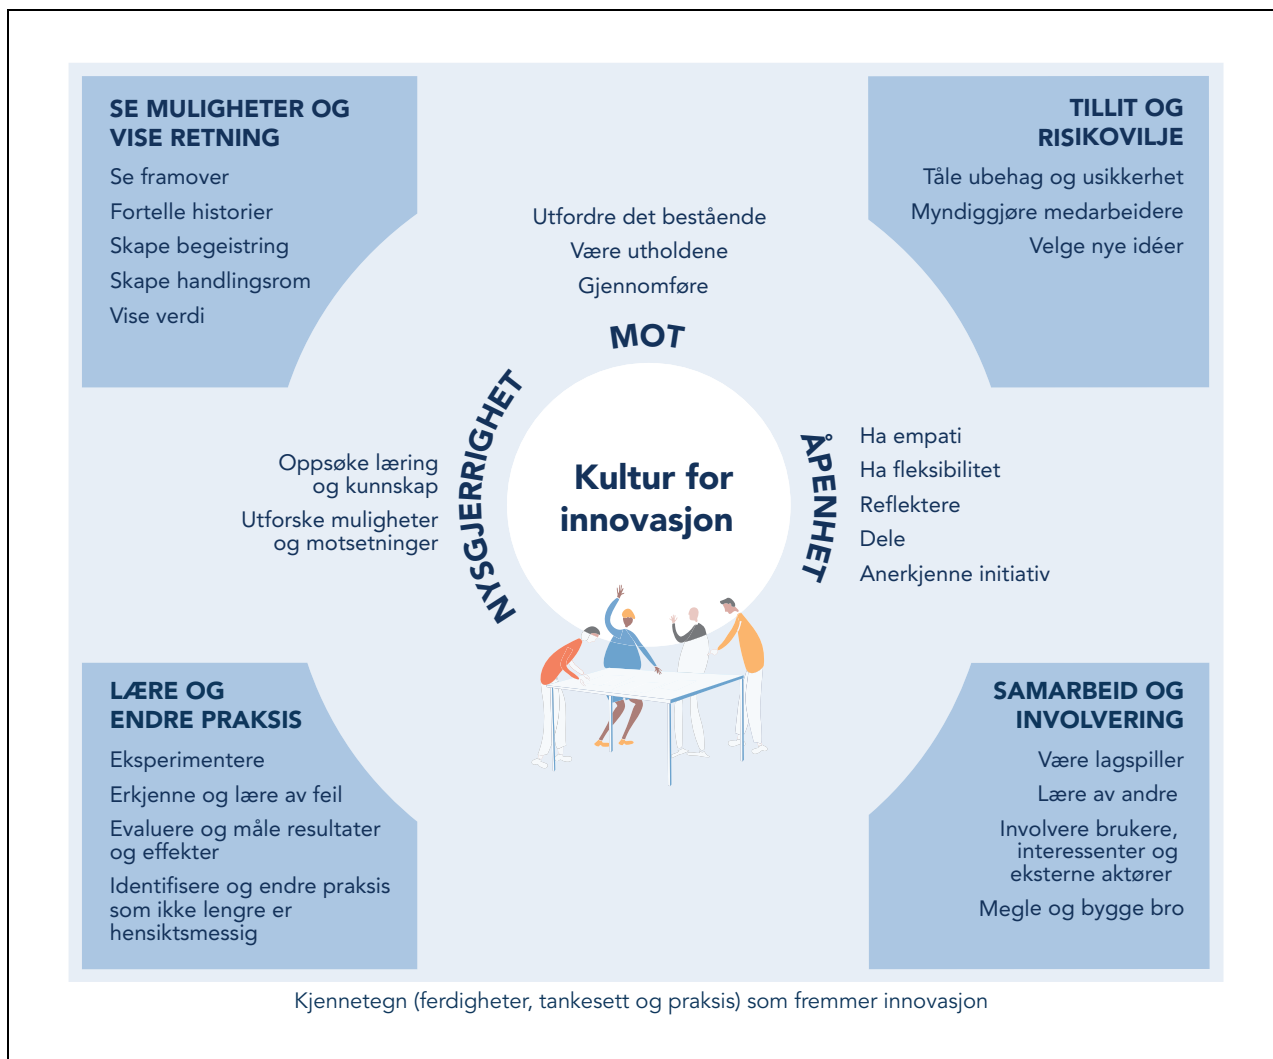 SE MULIGHETER OG
VISE RETNING
Se framover
Fortelle historier
Skape begeistring
Skape handlingsrom
Vise verdi
TILLIT OG
RISIKOVILJE
Tåle ubehag og usikkerhet
Myndiggjøre medarbeidere
Velge nye idéer
Utfordre det bestående
Være utholdene
Gjennomføre
MOT
NYSGJERRIGHET
Oppsøke læring
og kunnskap
Utforske muligheter
og motsetninger
Kultur for
innovasjon
ÅPENHET
Ha empati
Ha fleksibilitet
Reflektere
Dele
Anerkjenne initiativ
LÆRE OG
ENDRE PRAKSIS
Eksperimentere
Erkjenne og lære av feil
Evaluere og måle resultater
og effekter
Identifisere og endre praksis
som ikke lengre er
hensiktsmessig
SAMARBEID OG
INVOLVERING
Være lagspiller
Lære av andre
Involvere brukere,
interessenter og
eksterne aktører
Megle og bygge bro
Kjennetegn (ferdigheter, tankesett og praksis) som fremmer innovasjon